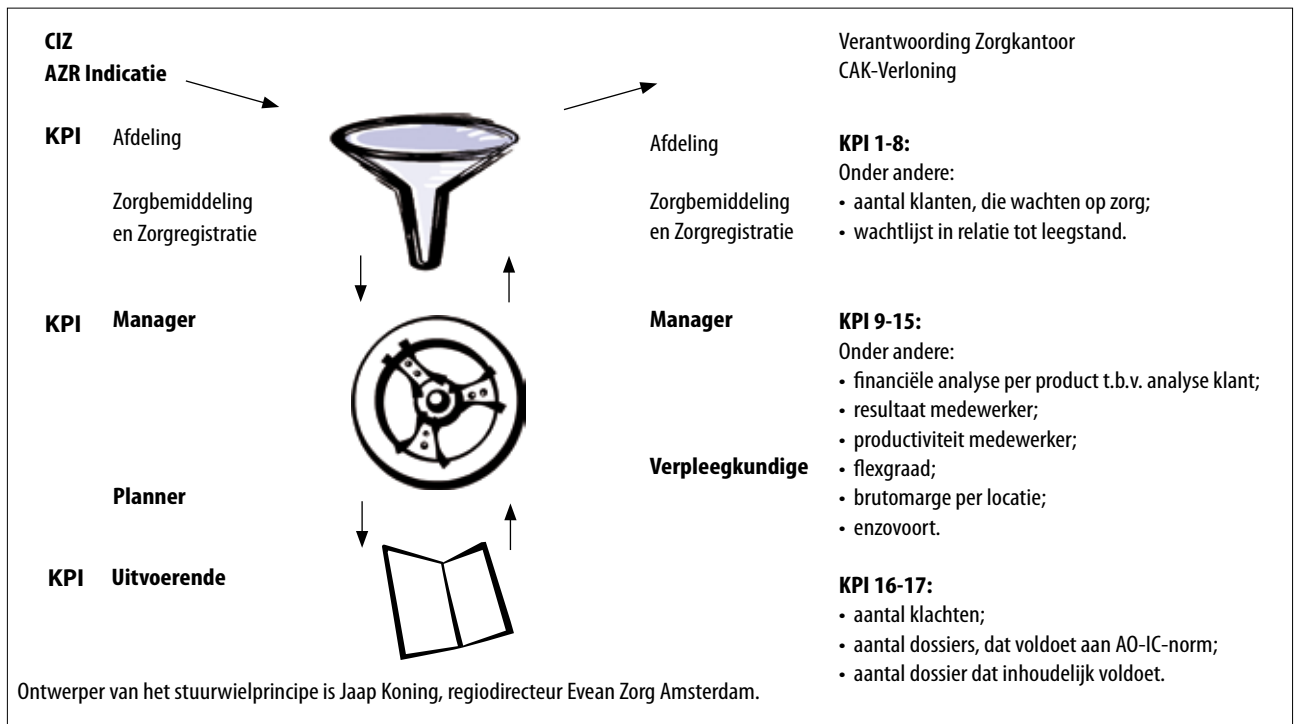 CIZ
AZR Indicatie
Verantwoording Zorgkantoor
CAK-Verloning
KPI Afdeling
Zorgbemiddeling
en Zorgregistratie
Afdeling
Zorgbemiddeling
en Zorgregistratie
KPI 1-8:
Onder andere:
• aantal klanten, die wachten op zorg;
• wachtlijst in relatie tot leegstand.
KPI Manager
Planner
Manager
Verpleegkundige
KPI 9-15:
Onder andere:
• financiële analyse per product t.b.v. analyse klant;
• resultaat medewerker;
• productiviteit medewerker;
• flexgraad;
• brutomarge per locatie;
• enzovoort.
KPI Uitvoerende
KPI 16-17:
• aantal klachten;
• aantal dossiers, dat voldoet aan AO-IC-norm;
• aantal dossier dat inhoudelijk voldoet.
Ontwerper van het stuurwielprincipe is Jaap Koning, regiodirecteur Evean Zorg Amsterdam.